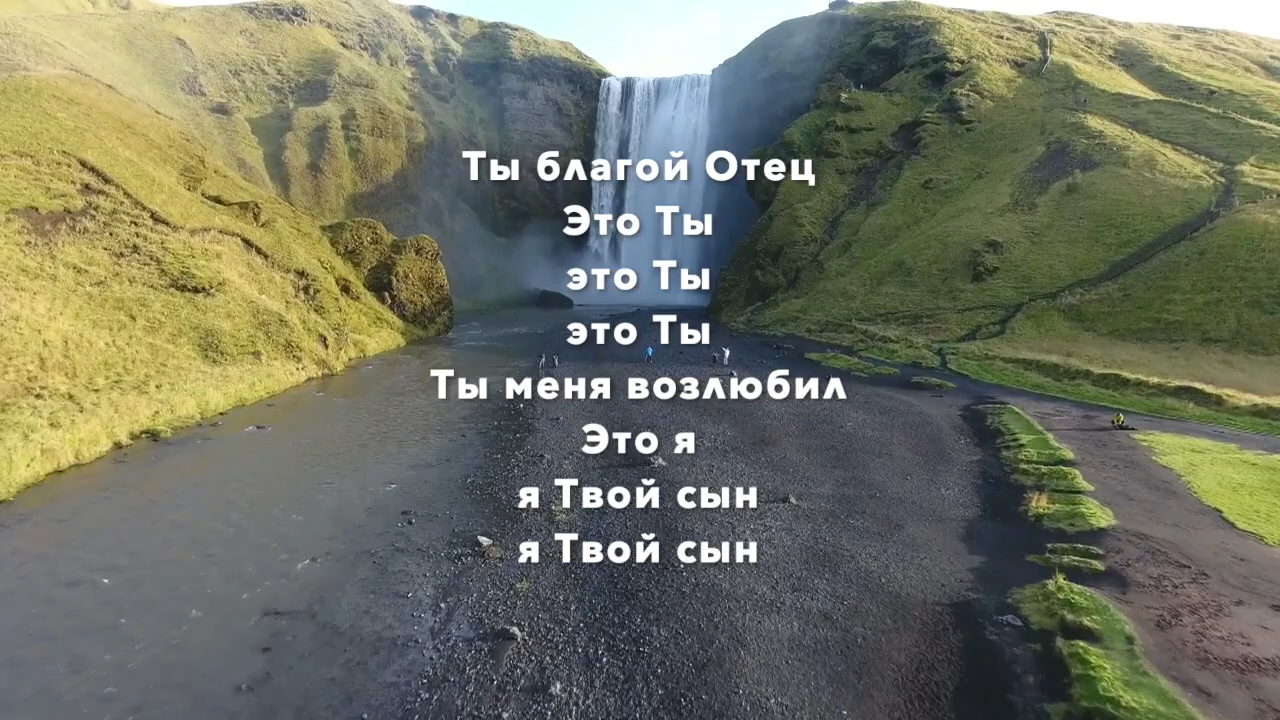 Ты благой Отец
Это Ты
это Ты
это Ты
Ты меня возлюбил
Это я
я Твой сын
я Твой сын